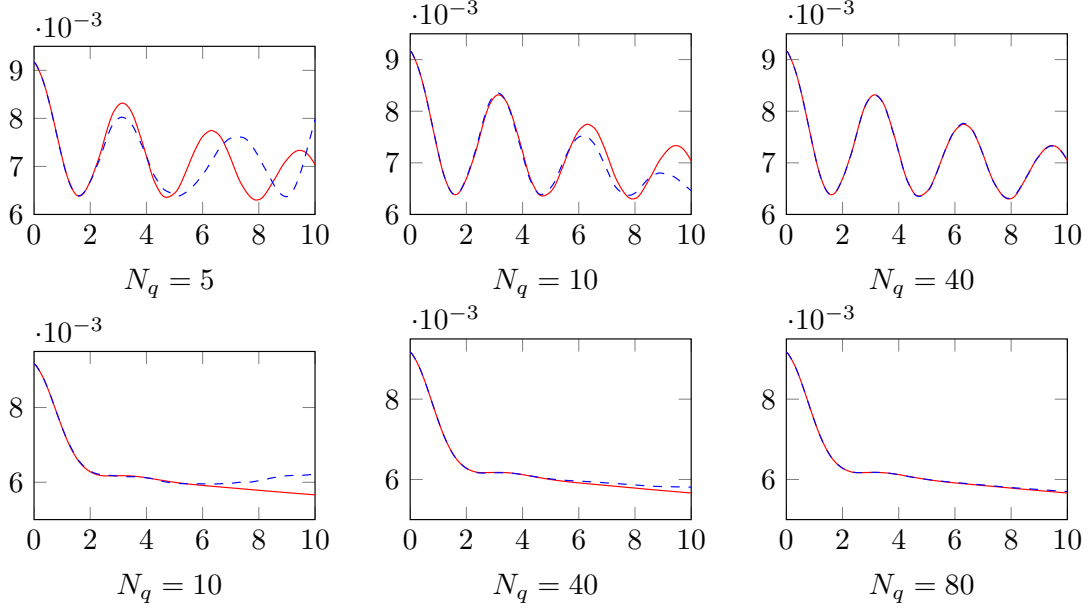 ·10⁻³ ·10⁻³ ·10⁻³
9 9 9
8 8 8
7 7 7
6 6 6
0 2 4 6 8 10 0 2 4 6 8 10 0 2 4 6 8 10
N_q = 5 N_q = 10 N_q = 40
·10⁻³ ·10⁻³ ·10⁻³
8 8 8
6 6 6
0 2 4 6 8 10 0 2 4 6 8 10 0 2 4 6 8 10
N_q = 10 N_q = 40 N_q = 80